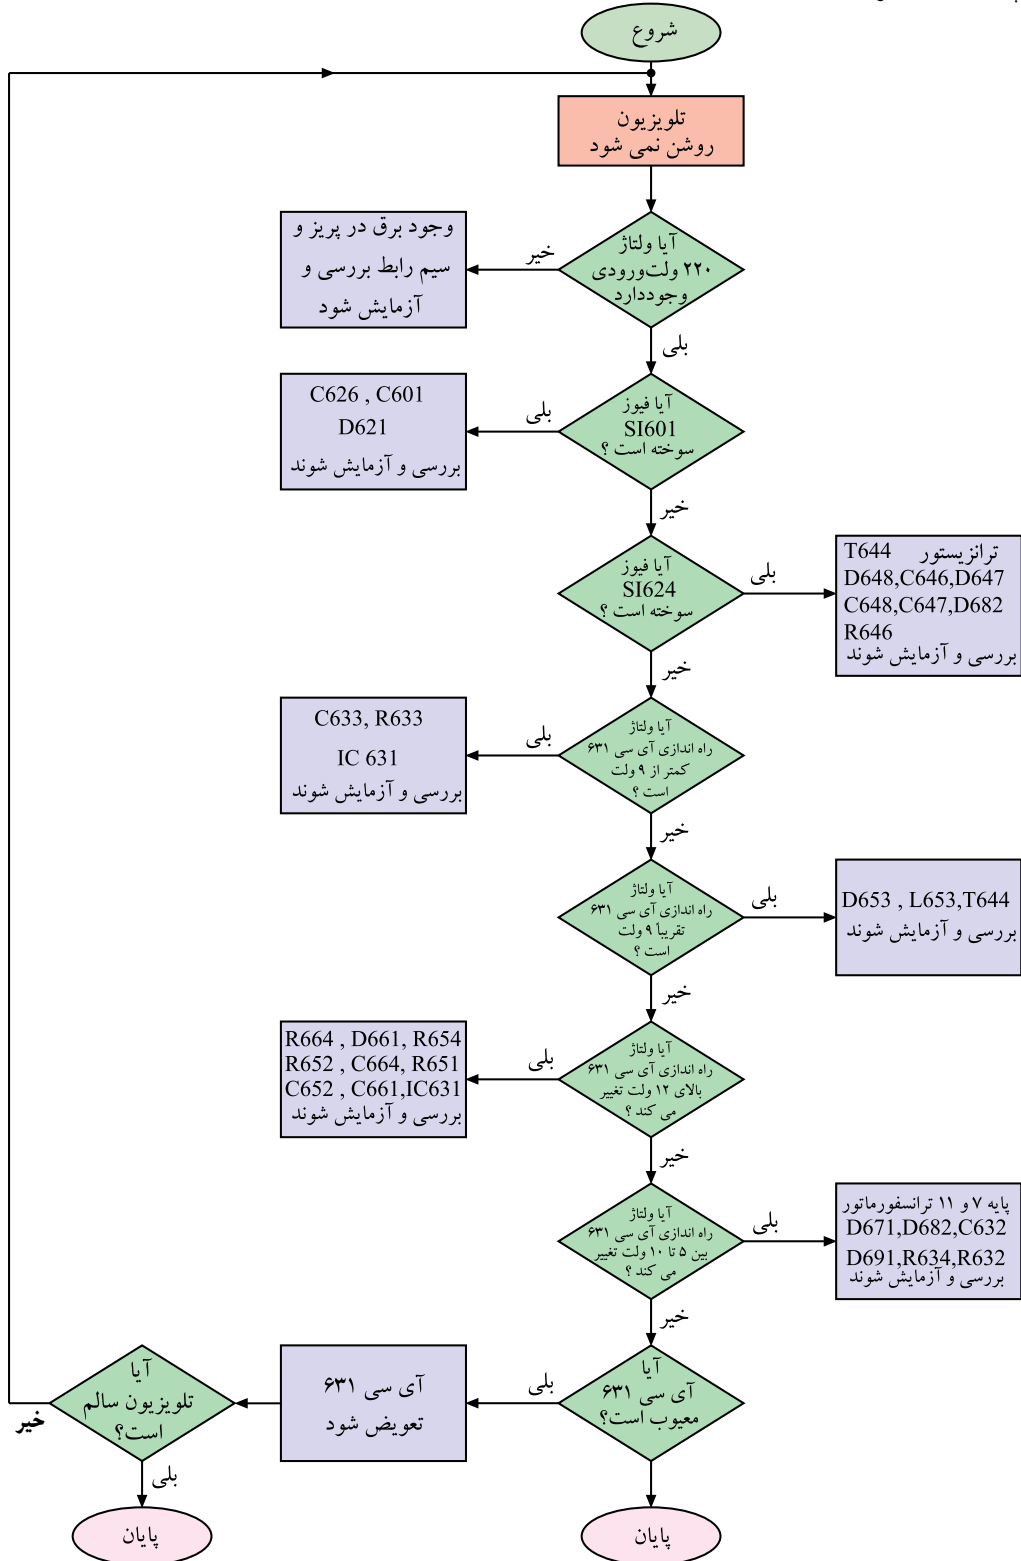 شروع
تلویزیون
روشن نمی شود
آیا ولتاژ
۲۲۰ ولت‌ورودی
وجوددارد
خیر
وجود برق در پریز و
سیم رابط بررسی و
آزمایش شود
بلی
آیا فیوز
SI601
سوخته است ؟
بلی
C626 , C601
D621
بررسی و آزمایش شوند
خیر
آیا فیوز
SI624
سوخته است ؟
بلی
ترانزیستور T644
D648,C646,D647
C648,C647,D682
R646
بررسی و آزمایش شوند
خیر
آیا ولتاژ
راه اندازی آی سی ۶۳۱
کمتر از ۹ ولت
است ؟
بلی
C633, R633
IC 631
بررسی و آزمایش شوند
خیر
آیا ولتاژ
راه اندازی آی سی ۶۳۱
تقریباً ۹ ولت
است ؟
بلی
D653 , L653,T644
بررسی و آزمایش شوند
خیر
آیا ولتاژ
راه اندازی آی سی ۶۳۱
بالای ۱۲ ولت تغییر
می کند ؟
بلی
R664 , D661, R654
R652 , C664, R651
C652 , C661,IC631
بررسی و آزمایش شوند
خیر
آیا ولتاژ
راه اندازی آی سی ۶۳۱
بین ۵ تا ۱۰ ولت تغییر
می کند ؟
بلی
پایه ۷ و ۱۱ ترانسفورماتور
D671,D682,C632
D691,R634,R632
بررسی و آزمایش شوند
خیر
آیا
آی سی ۶۳۱
معیوب است؟
بلی
آی سی ۶۳۱
تعویض شود
آیا
تلویزیون سالم
است؟
خیر
بلی
پایان
پایان